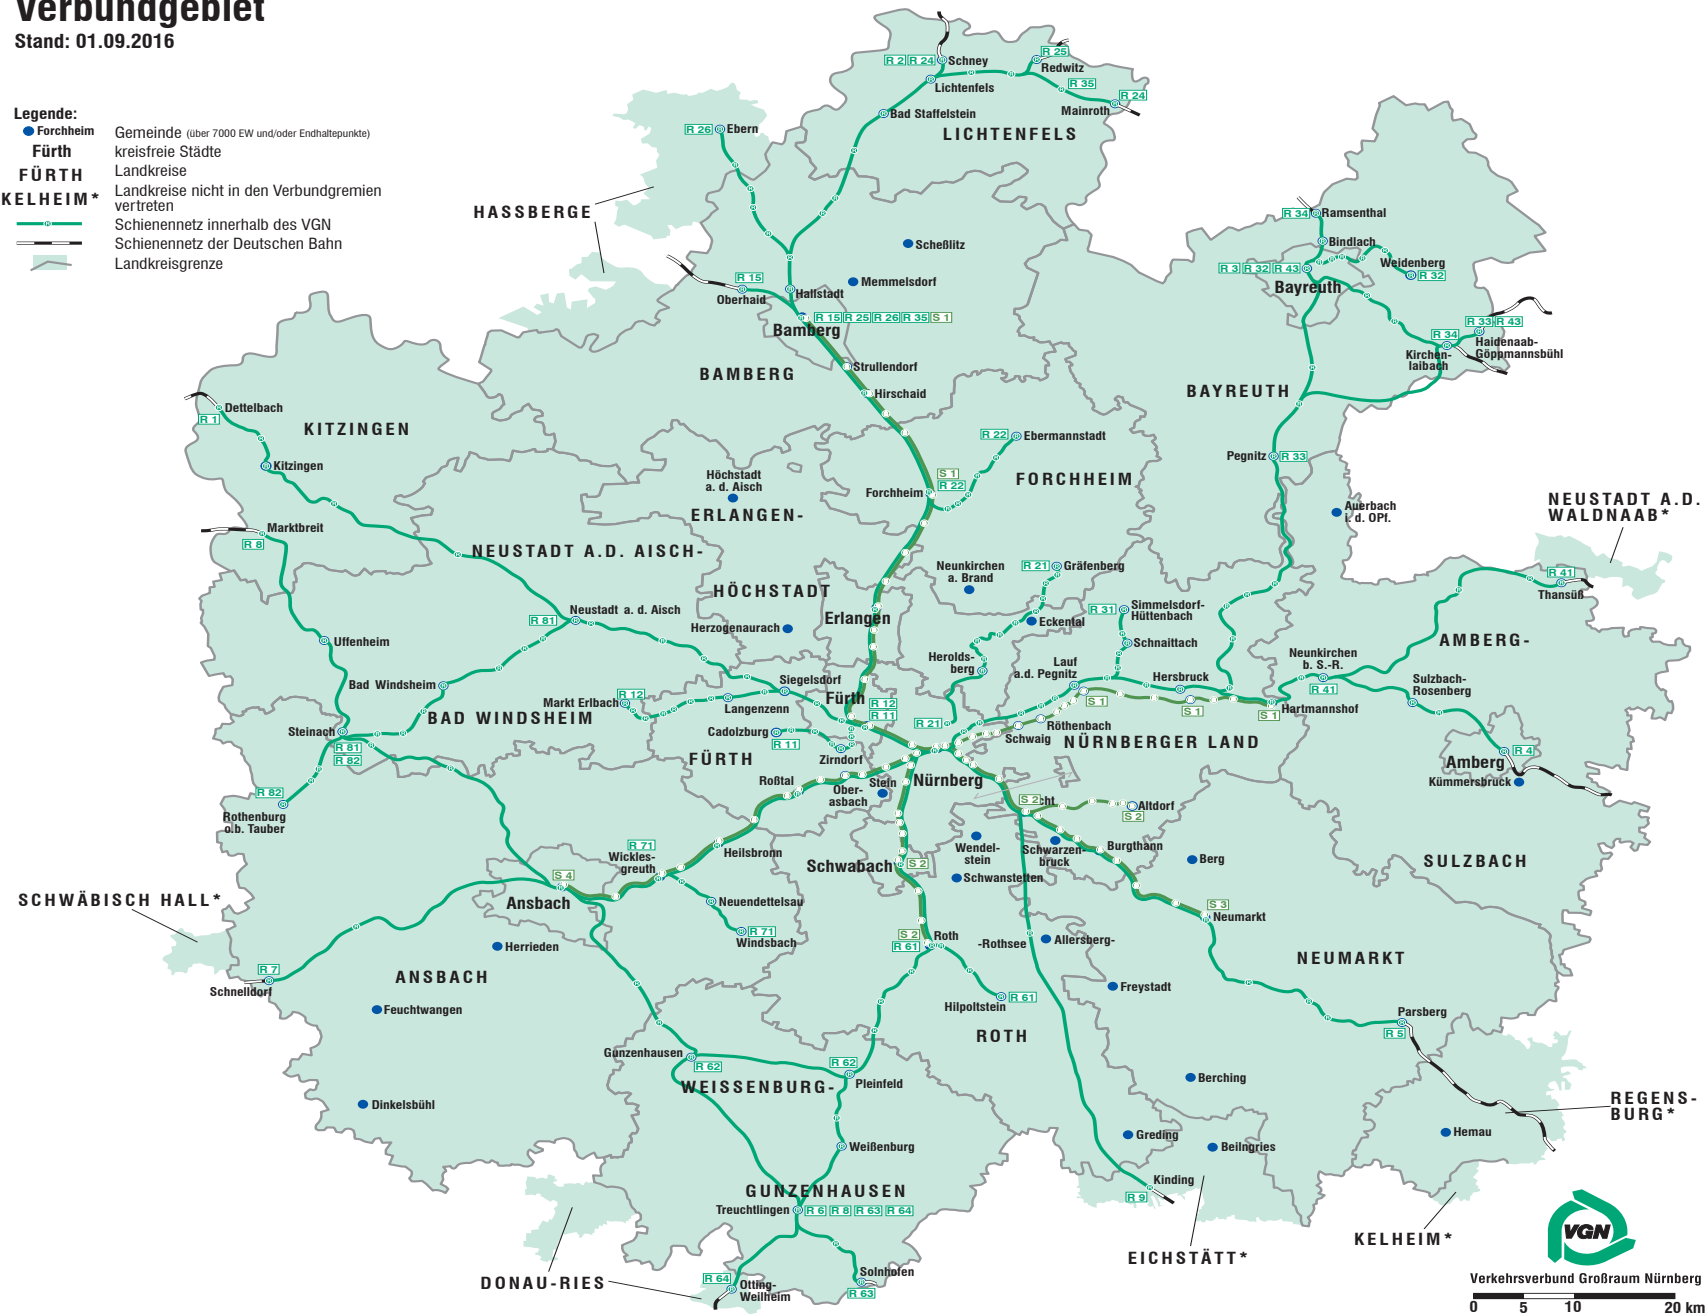 Verbundgebiet
Stand: 01.09.2016
Legende:
Forchheim Gemeinde (über 7000 EW und/oder Endhaltepunkte)
Fürth kreisfreie Städte
FÜRTH Landkreise
KELHEIM* Landkreise nicht in den Verbundgremien
vertreten
Schienennetz innerhalb des VGN
Schienennetz der Deutschen Bahn
Landkreisgrenze
R 2 R 24 Schney
R 25
Redwitz
Lichtenfels
R 35
R 24
Mainroth
Bad Staffelstein
LICHTENFELS
R 26 Ebern
HASSBERGE
Scheßlitz
Memmelsdorf
R 15
Oberhaid
Hallstadt
R 15 R 25 R 26 R 35 S 1
Bamberg
Strullendorf
BAMBERG
Hirschaid
R 34 Ramsenthal
Bindlach
Weidenberg
R 32
R 3 R 32 R 43
Bayreuth
R 33 R 43
R 34
Haidenaab-
Göppmannsbühl
Kirchen-
laibach
BAYREUTH
Dettelbach
R 1
KITZINGEN
Kitzingen
R 22 Ebermannstadt
Pegnitz R 33
Höchstadt
a. d. Aisch
S 1
R 22
Forchheim
FORCHHEIM
Auerbach
i. d. OPf.
NEUSTADT A.D.
WALDNAAB*
ERLANGEN-
Marktbreit
R 8
NEUSTADT A.D. AISCH-
HÖCHSTADT
Neunkirchen
a. Brand
R 21 Gräfenberg
R 41
Thansüß
Neustadt a. d. Aisch
R 81
Erlangen
Herzogenaurach
Eckental
R 31 Simmelsdorf-
Hüttenbach
Schnaittach
AMBERG-
Uffenheim
Herolds-
berg
Lauf
a.d. Pegnitz
Hersbruck
Neunkirchen
b. S.-R.
R 41
Sulzbach-
Rosenberg
Bad Windsheim
Siegelsdorf
R 12
Markt Erlbach
Langenzenn
Fürth
R 12
R 11
S 1
S 1
S 1
Hartmannshof
BAD WINDSHEIM
Steinach
R 81
R 82
Cadolzburg
R 11
R 21
Röthenbach
Schwaig
NÜRNBERGER LAND
FÜRTH
Zirndorf
R 4
Amberg
Kümmersbruck
Roßtal
Ober-
asbach
Stein
Nürnberg
R 82
Rothenburg
o.b. Tauber
S 2
Altdorf
S 2
R 71
Wickles-
greuth
Heilsbronn
Wendel-
stein
Schwarzen-
bruck
Burgthann
Berg
SULZBACH
Schwabach S 2
Schwanstetten
S 4
Ansbach
SCHWÄBISCH HALL*
Neuendettelsau
R 71
Windsbach
S 3
Neumarkt
Herrieden
S 2
R 61
Roth
-Rothsee
Allersberg-
NEUMARKT
R 7
Schnelldorf
ANSBACH
Freystadt
Feuchtwangen
Hilpoltstein
R 61
ROTH
Parsberg
R 5
Gunzenhausen
R 62
R 62
Pleinfeld
WEISSENBURG-
Berching
REGENS-
BURG*
Dinkelsbühl
Greding
Beilngries
Hemau
Weißenburg
GUNZENHAUSEN
Kinding
R 9
Treuchtlingen R 6 R 8 R 63 R 64
EICHSTÄTT*
KELHEIM*
VGN
DONAU-RIES
R 64
Otting-
Weilheim
Solnhofen
R 63
Verkehrsverbund Großraum Nürnberg
0 5 10 20 km